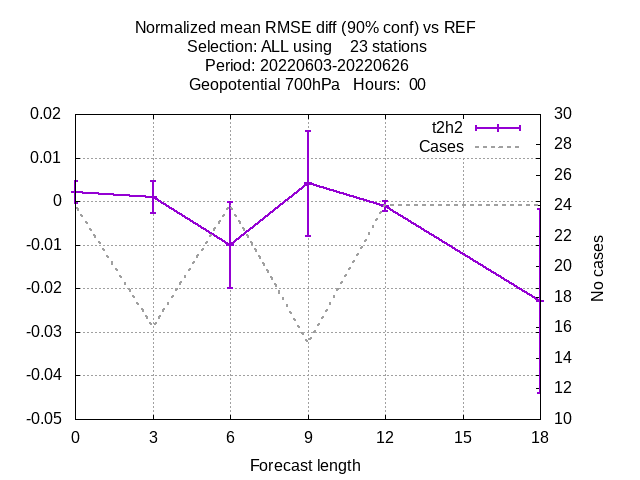 Normalized mean RMSE diff (90% conf) vs REF
Selection: ALL using 23 stations
Period: 20220603-20220626
Geopotential 700hPa Hours: 00
t2h2
Cases
0.02
0.01
0
-0.01
-0.02
-0.03
-0.04
-0.05
30
28
26
24
22
20
18
16
14
12
10
No cases
0 3 6 9 12 15 18
Forecast length